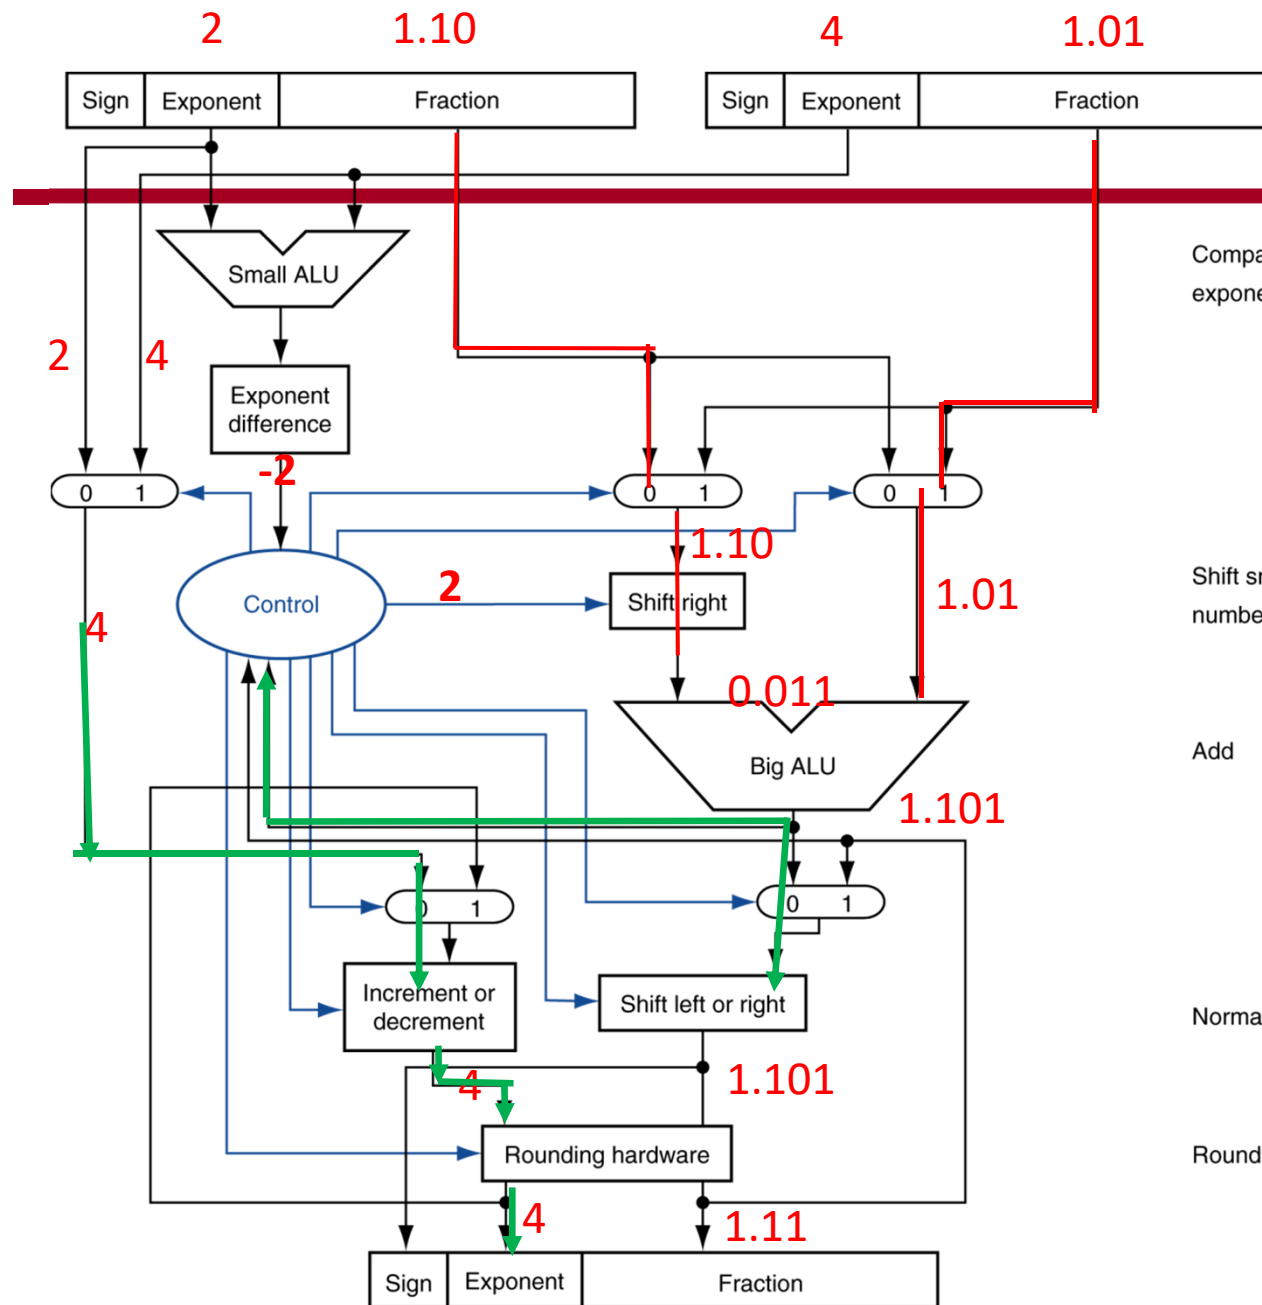 2 1.10 4 1.01
Sign Exponent Fraction Sign Exponent Fraction
Small ALU
Compa
expone
2 4
Exponent
difference
-2
0 1 0 1 0 1
1.10
Control 2 Shift right 1.01
Shift sr
numbe
4
0.011
Big ALU
Add
1.101
0 1 0 1
Increment or
decrement
Shift left or right
Norma
4 1.101
Rounding hardware
Round
4 1.11
Sign Exponent Fraction